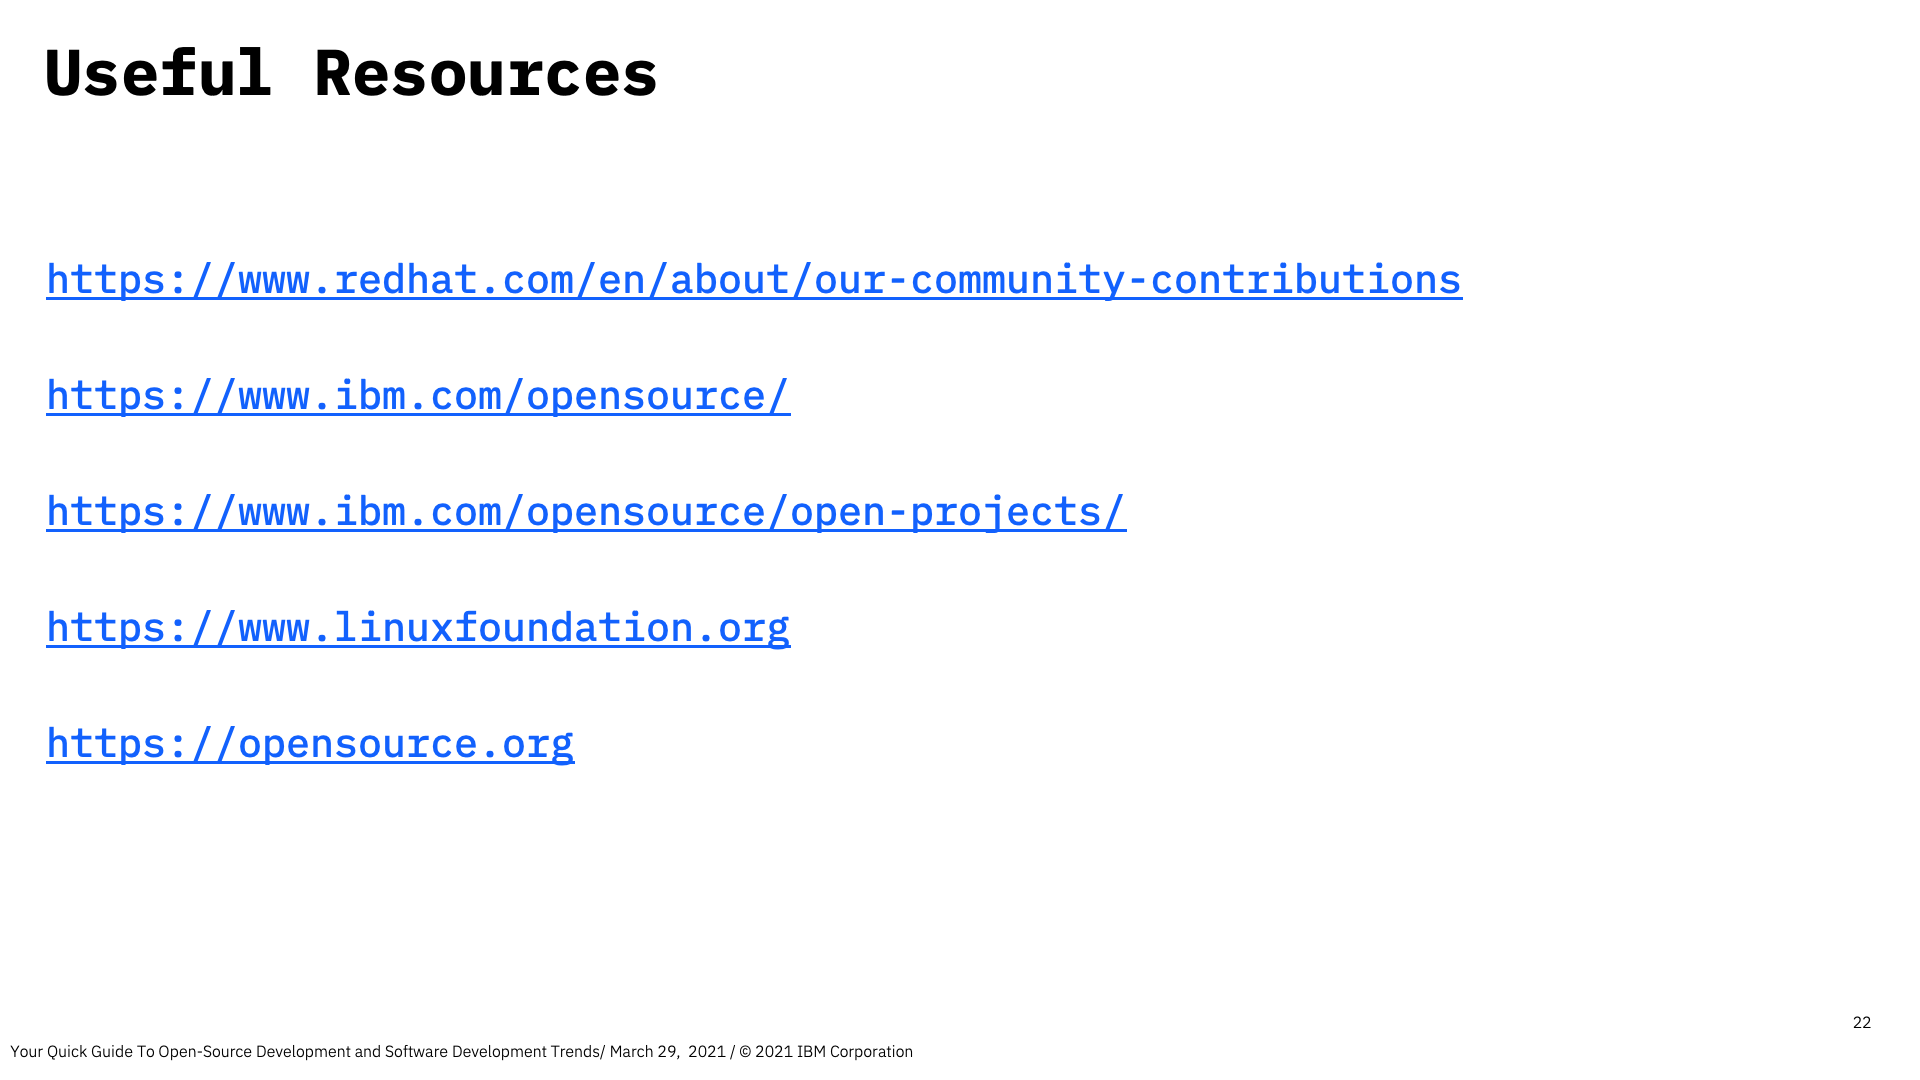 Useful Resources
https://www.redhat.com/en/about/our-community-contributions
https://www.ibm.com/opensource/
https://www.ibm.com/opensource/open-projects/
https://www.linuxfoundation.org
https://opensource.org
22
Your Quick Guide To Open-Source Development and Software Development Trends/ March 29,  2021 / © 2021 IBM Corporation